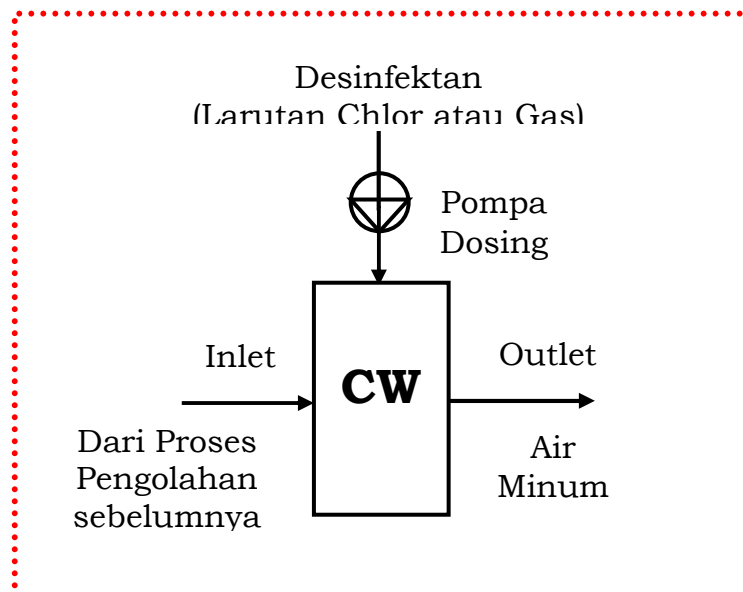 Desinfektan
(Larutan Chlor atau Gas)
Pompa
Dosing
Inlet
Outlet
CW
Dari Proses
Pengolahan
sebelumnya
Air
Minum